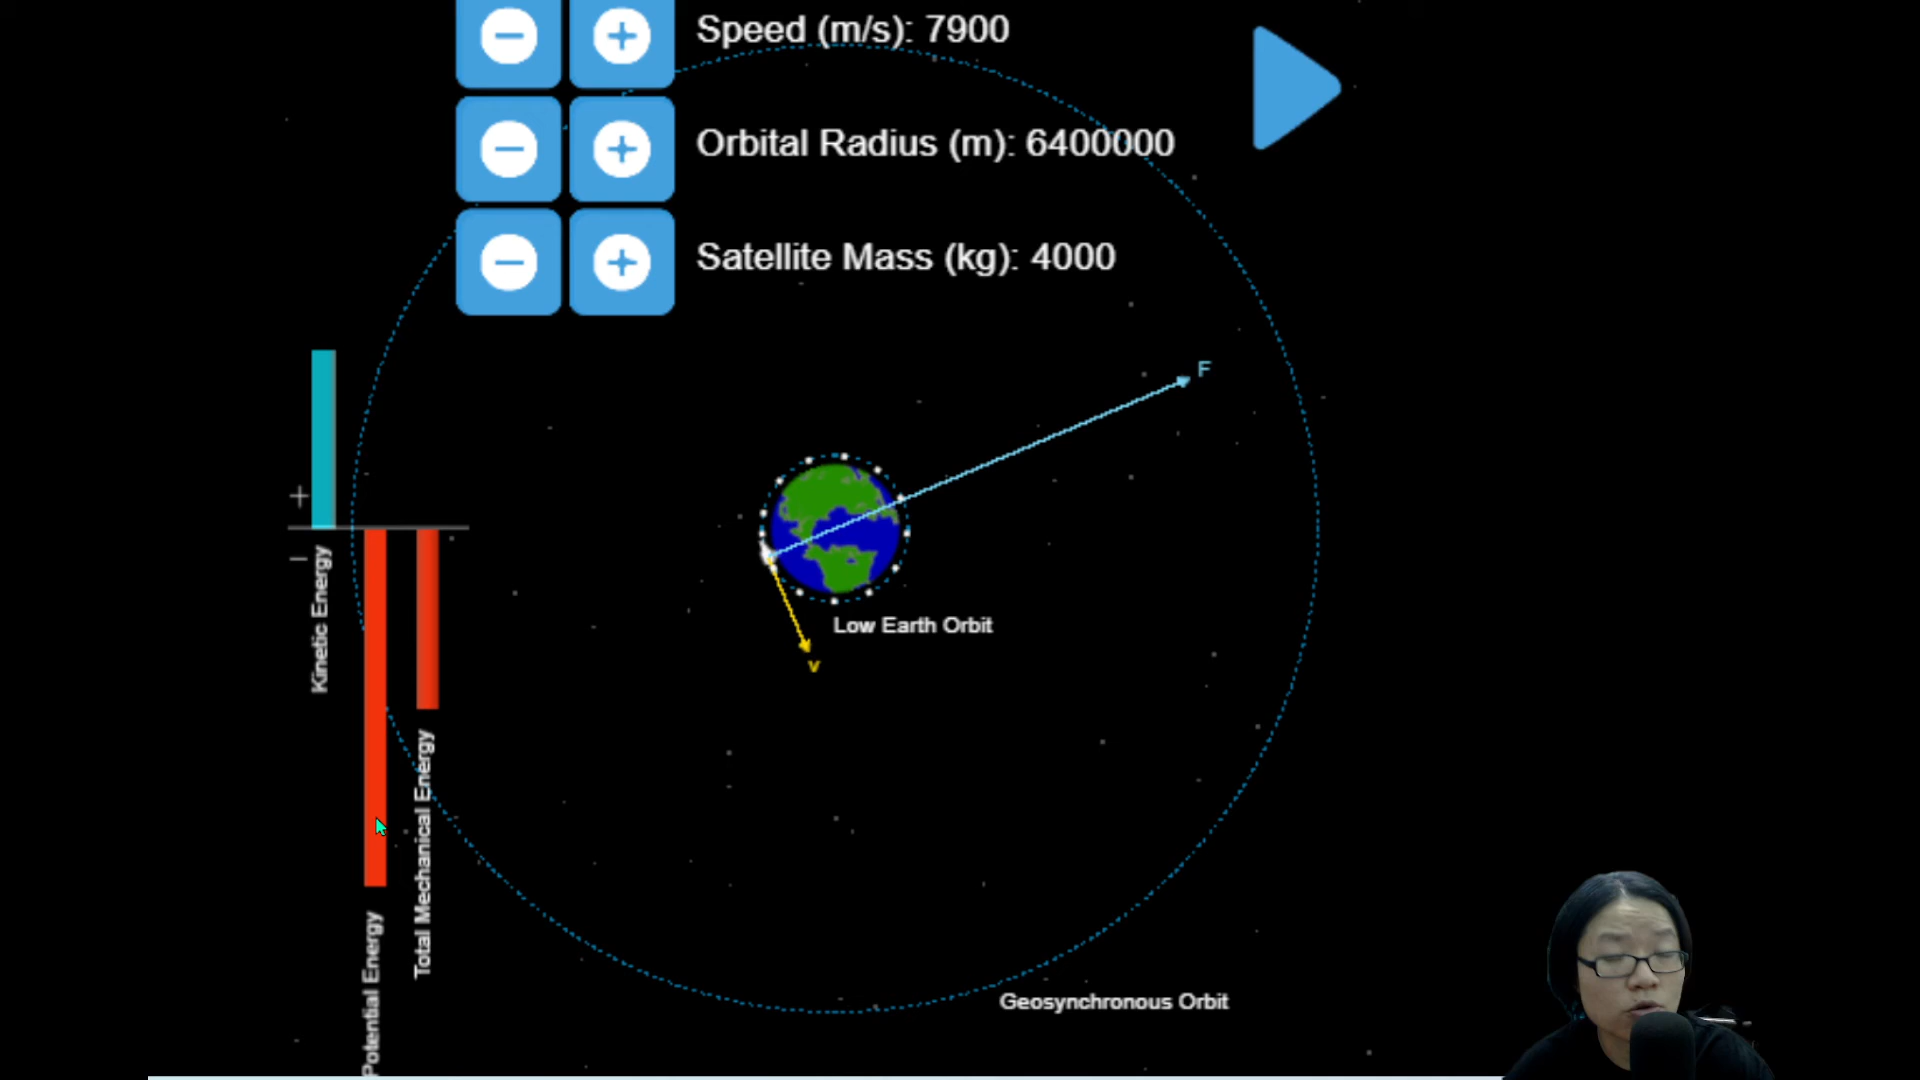 Speed (m/s): 7900
Orbital Radius (m): 6400000
Satellite Mass (kg): 4000
F
+
−
Kinetic Energy
Potential Energy
Total Mechanical Energy
v
Low Earth Orbit
Geosynchronous Orbit